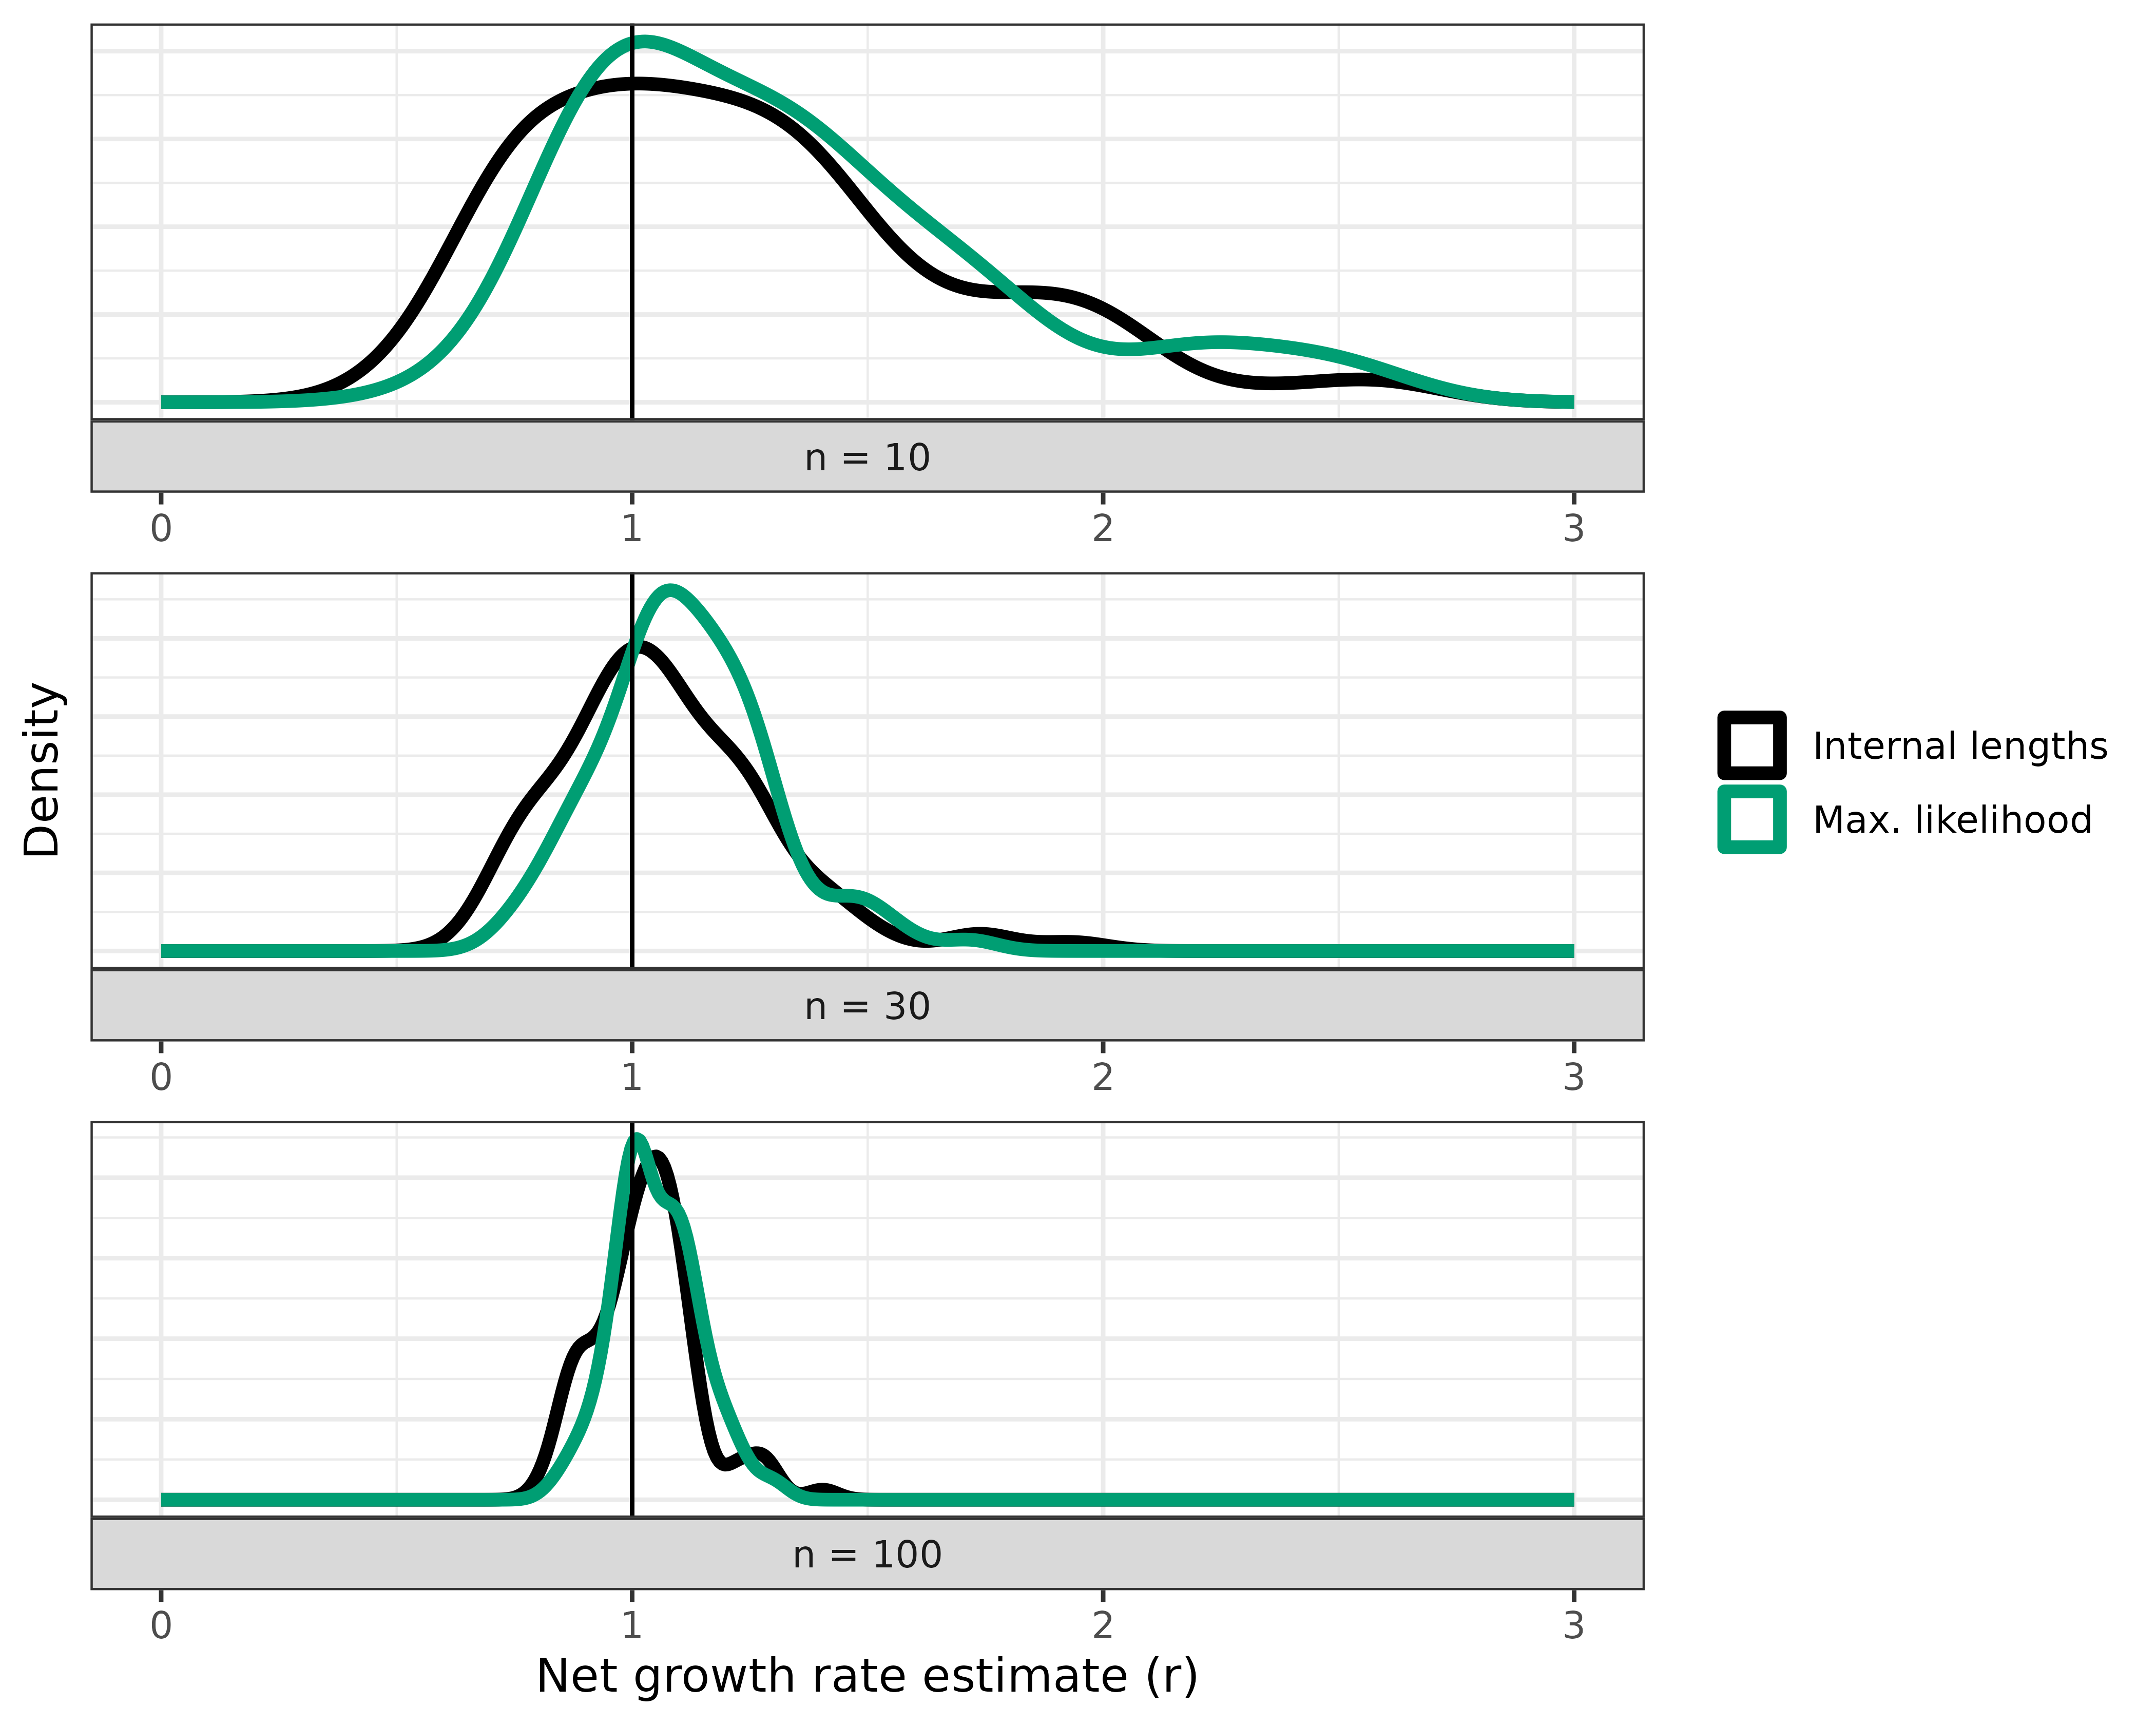 n = 10
0 1 2 3
n = 30
0 1 2 3
n = 100
0 1 2 3
Net growth rate estimate (r)
Density
Internal lengths
Max. likelihood